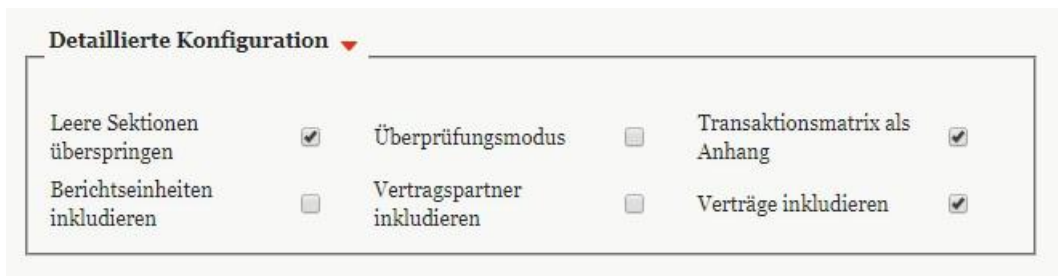 Detaillierte Konfiguration
Leere Sektionen
überspringen
Überprüfungsmodus
Transaktionsmatrix als
Anhang
Berichtseinheiten
inkludieren
Vertragspartner
inkludieren
Verträge inkludieren